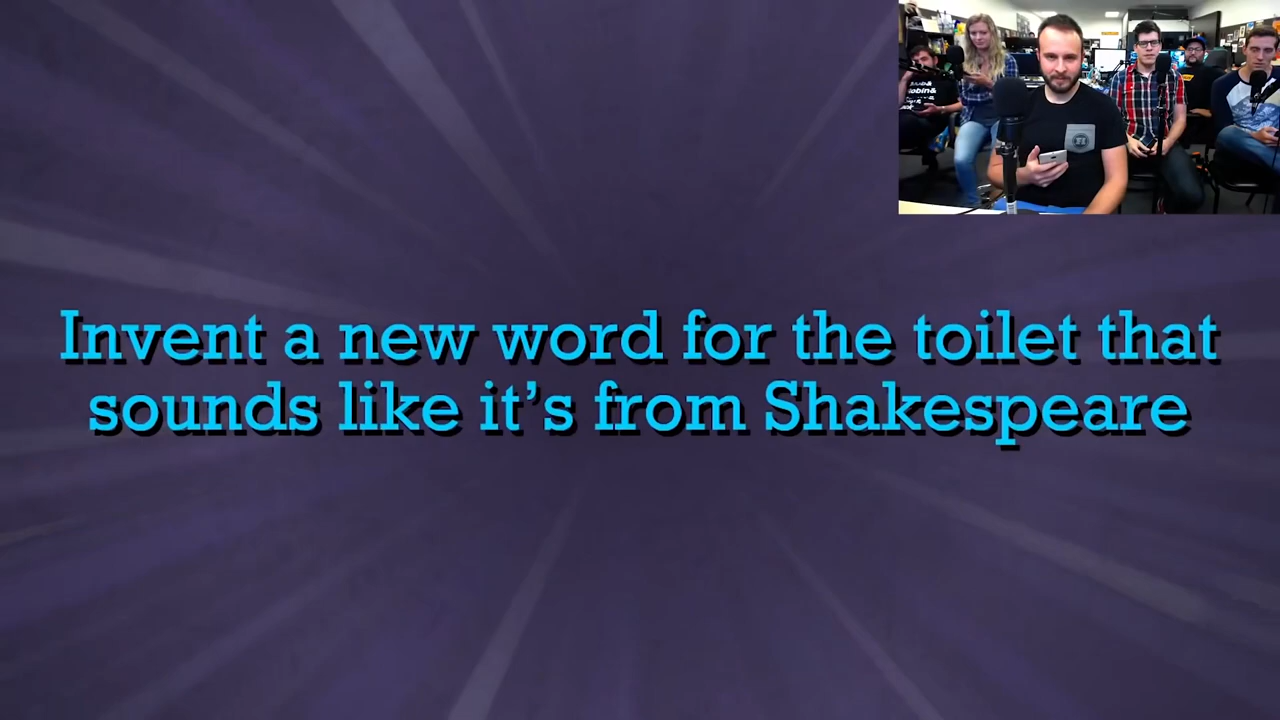 Invent a new word for the toilet that
sounds like it's from Shakespeare